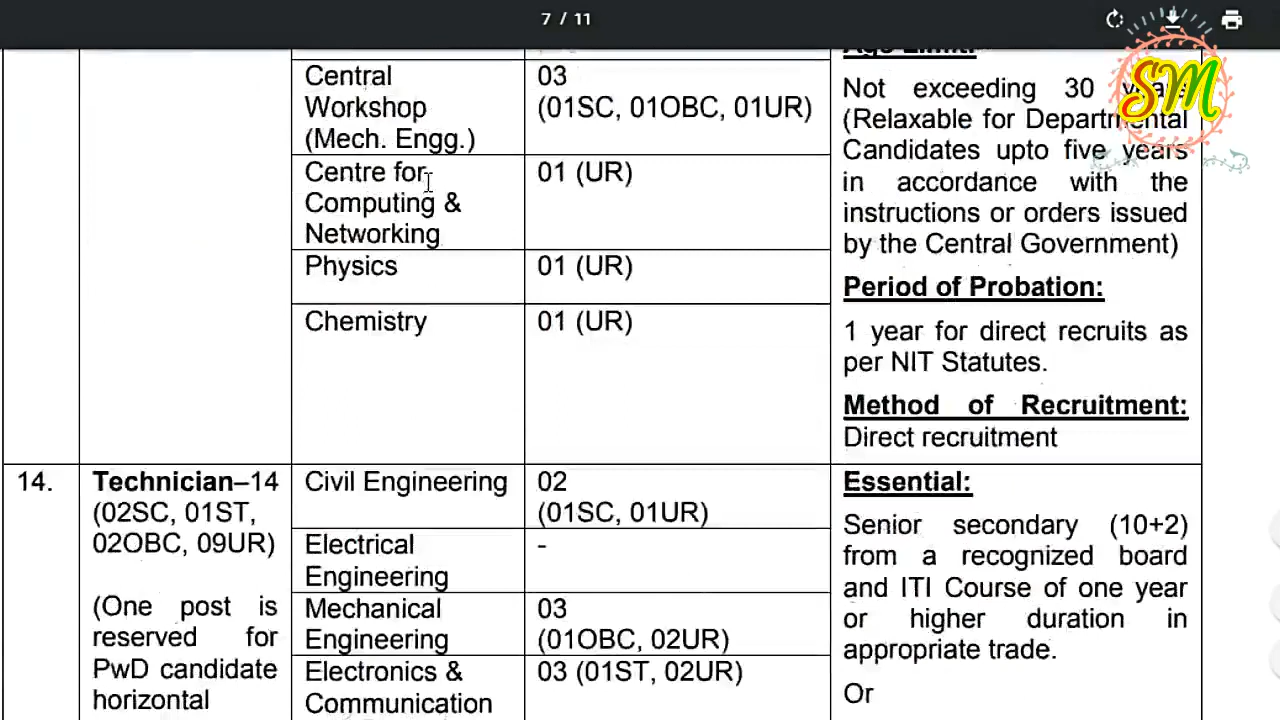 7 / 11
SM
Central
Workshop
(Mech. Engg.)
03
(01SC, 01OBC, 01UR)
Centre for
Computing &
Networking
01 (UR)
Physics
01 (UR)
Chemistry
01 (UR)
Age Limit:
Not exceeding 30 years
(Relaxable for Departmental
Candidates upto five years
in accordance with the
instructions or orders issued
by the Central Government)
Period of Probation:
1 year for direct recruits as
per NIT Statutes.
Method of Recruitment:
Direct recruitment
14.
Technician–14
(02SC, 01ST,
02OBC, 09UR)
(One post is
reserved for
PwD candidate
horizontal
Civil Engineering
02
(01SC, 01UR)
Electrical
Engineering
-
Mechanical
Engineering
03
(01OBC, 02UR)
Electronics &
Communication
03 (01ST, 02UR)
Essential:
Senior secondary (10+2)
from a recognized board
and ITI Course of one year
or higher duration in
appropriate trade.
Or